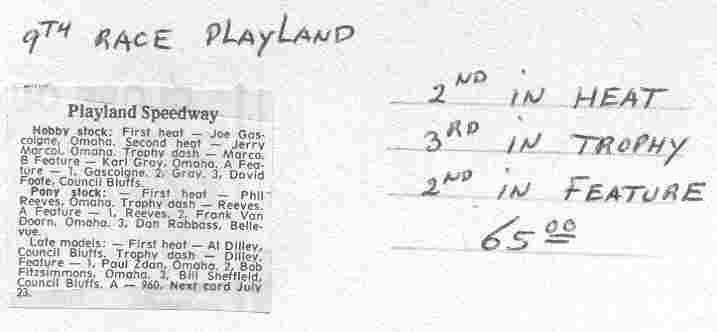 9TH RACE PLAYLAND
Playland Speedway
Hobby stock: First heat — Joe Gas-
coigne, Omaha. Second heat — Jerry
Marcol, Omaha. Trophy dash — Marco.
B Feature — Karl Gray, Omaha. A Fea-
ture — 1, Gascoigne. 2, Gray. 3, David
Foote, Council Bluffs.
Pony stock: — First heat — Phil
Reeves, Omaha. Trophy dash — Reeves.
A Feature — 1, Reeves. 2, Frank Van
Doorn, Omaha. 3, Dan Robbass, Belle-
vue.
Late models: — First heat — Al Dilley,
Council Bluffs. Trophy dash — Dilley.
Feature — 1, Paul Zdan, Omaha. 2, Bob
Fitzsimmons, Omaha. 3, Bill Sheffield,
Council Bluffs. A — 960. Next card July
23.
2ND IN HEAT
3RD IN TROPHY
2ND IN FEATURE
65 00